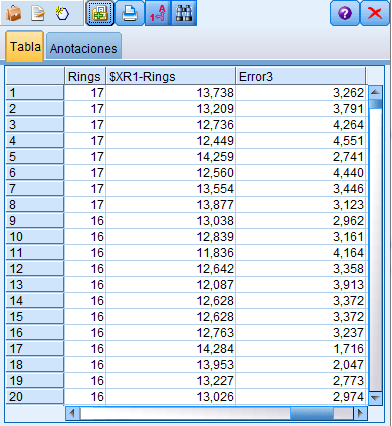 Tabla Anotaciones
Rings $XR1-Rings Error3
1 17 13,738 3,262
2 17 13,209 3,791
3 17 12,736 4,264
4 17 12,449 4,551
5 17 14,259 2,741
6 17 12,560 4,440
7 17 13,554 3,446
8 17 13,877 3,123
9 16 13,038 2,962
10 16 12,839 3,161
11 16 11,836 4,164
12 16 12,642 3,358
13 16 12,087 3,913
14 16 12,628 3,372
15 16 12,628 3,372
16 16 12,763 3,237
17 16 14,284 1,716
18 16 13,953 2,047
19 16 13,227 2,773
20 16 13,026 2,974